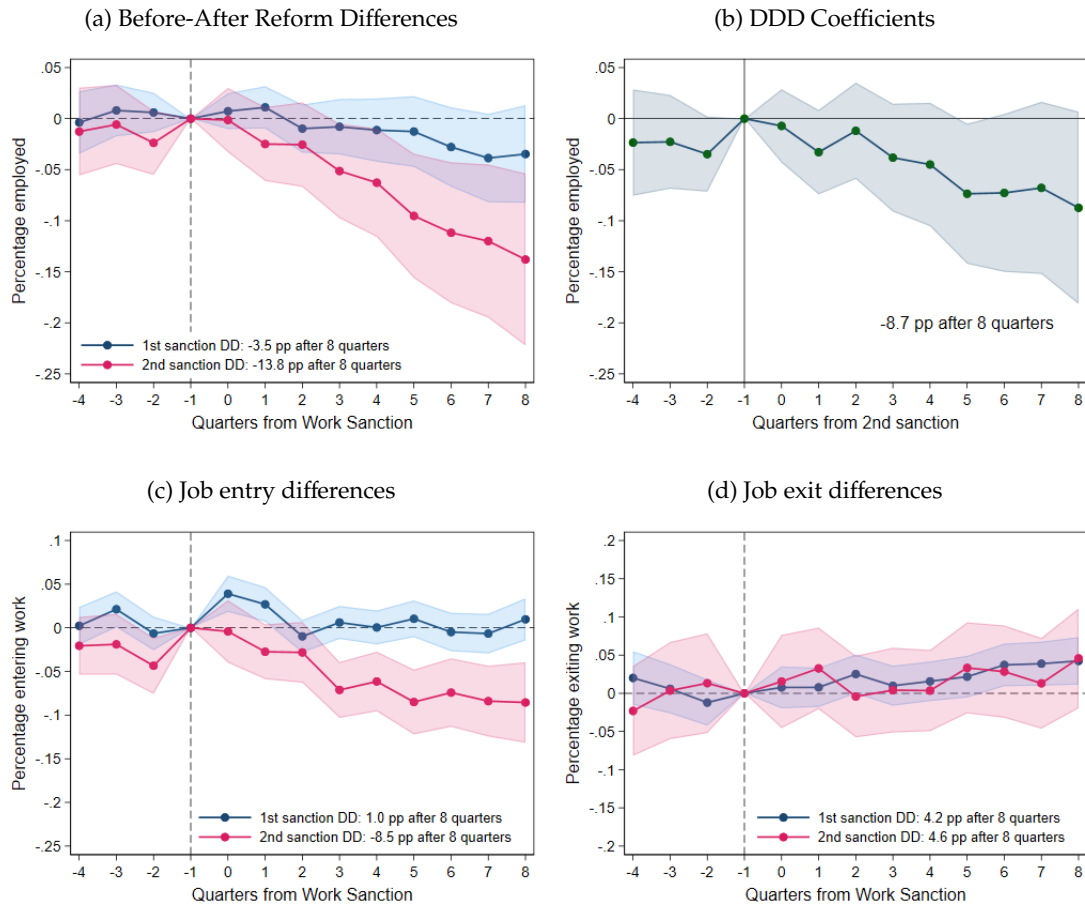 (a) Before-After Reform Differences
.05
0
-.05
-.1
-.15
-.2
-.25
Percentage employed
1st sanction DD: -3.5 pp after 8 quarters
2nd sanction DD: -13.8 pp after 8 quarters
-4 -3 -2 -1 0 1 2 3 4 5 6 7 8
Quarters from Work Sanction
(b) DDD Coefficients
.05
0
-.05
-.1
-.15
-.2
-.25
Percentage employed
-8.7 pp after 8 quarters
-4 -3 -2 -1 0 1 2 3 4 5 6 7 8
Quarters from 2nd sanction
(c) Job entry differences
.1
.05
0
-.05
-.1
-.15
-.2
-.25
Percentage entering work
1st sanction DD: 1.0 pp after 8 quarters
2nd sanction DD: -8.5 pp after 8 quarters
-4 -3 -2 -1 0 1 2 3 4 5 6 7 8
Quarters from Work Sanction
(d) Job exit differences
.2
.15
.1
.05
0
-.05
-.1
-.15
-.2
Percentage exiting work
1st sanction DD: 4.2 pp after 8 quarters
2nd sanction DD: 4.6 pp after 8 quarters
-4 -3 -2 -1 0 1 2 3 4 5 6 7 8
Quarters from Work Sanction